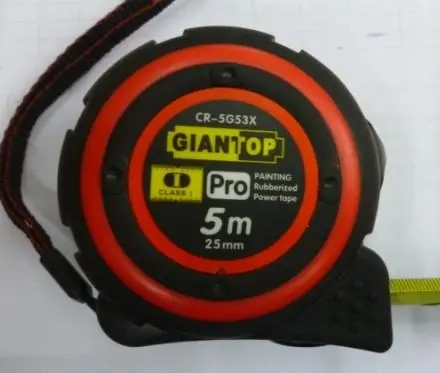 CR-5G53X
GIANTOP
CLASS I
Pro
PAINTING
Rubberized
Power tape
5m
25mm